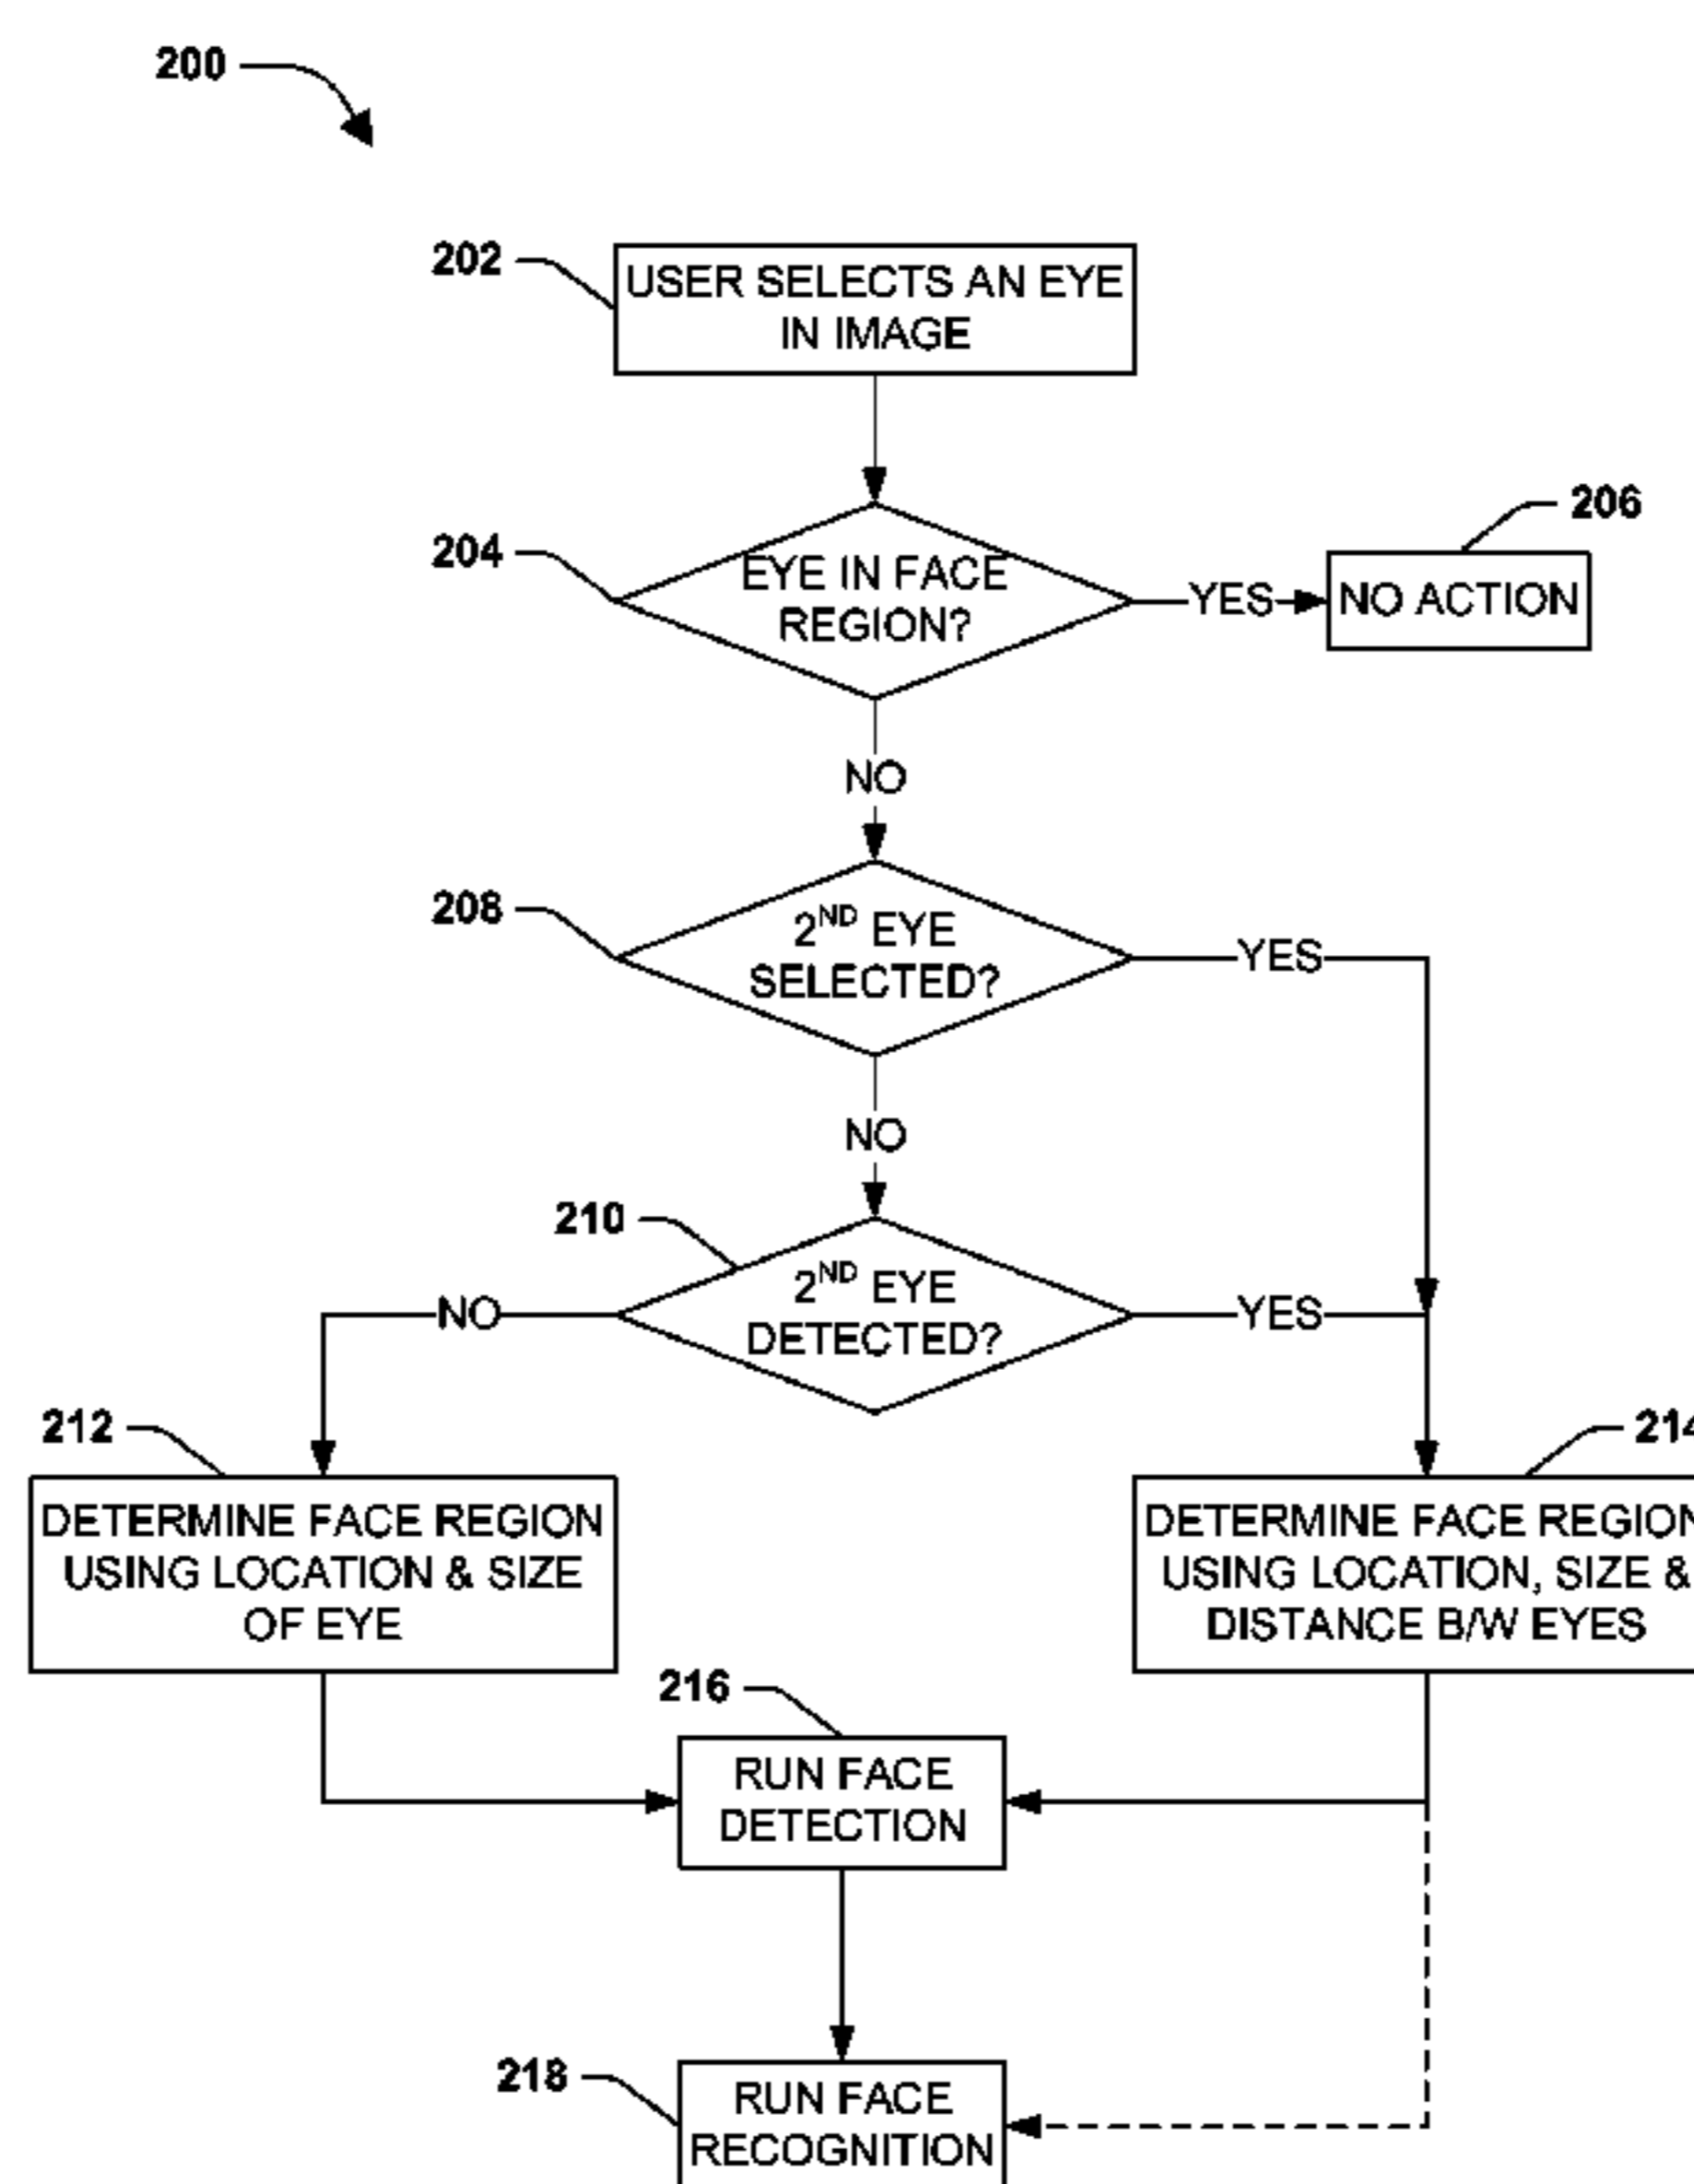 200
202
USER SELECTS AN EYE
IN IMAGE
204
EYE IN FACE
REGION?
YES
206
NO ACTION
NO
208
2ND EYE
SELECTED?
YES
NO
210
2ND EYE
DETECTED?
NO
YES
212
DETERMINE FACE REGION
USING LOCATION & SIZE
OF EYE
214
DETERMINE FACE REGION
USING LOCATION, SIZE &
DISTANCE B/W EYES
216
RUN FACE
DETECTION
218
RUN FACE
RECOGNITION